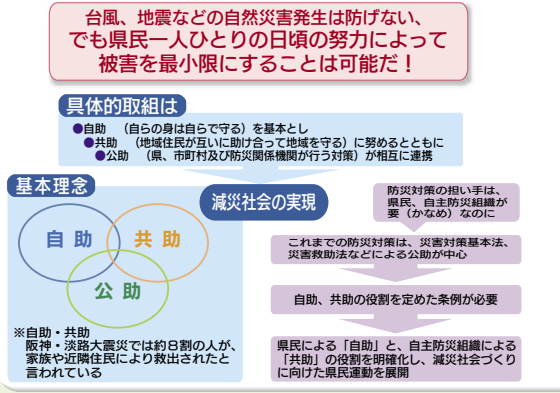 台風、地震などの自然災害発生は防げない、
でも県民一人ひとりの日頃の努力によって
被害を最小限にすることは可能だ!
具体的取組は
●自助 (自らの身は自らで守る)を基本とし
●共助 (地域住民が互いに助け合って地域を守る)に努めるとともに
●公助 (県、市町村及び防災関係機関が行う対策)が相互に連携
基本理念
減災社会の実現
自助
共助
公助
※自助・共助
阪神・淡路大震災では約8割の人が、
家族や近隣住民により救出されたと
言われている
防災対策の担い手は、
県民、自主防災組織が
要(かなめ)なのに
これまでの防災対策は、災害対策基本法、
災害救助法などによる公助が中心
自助、共助の役割を定めた条例が必要
県民による「自助」と、自主防災組織による
「共助」の役割を明確化し、減災社会づくり
に向けた県民運動を展開